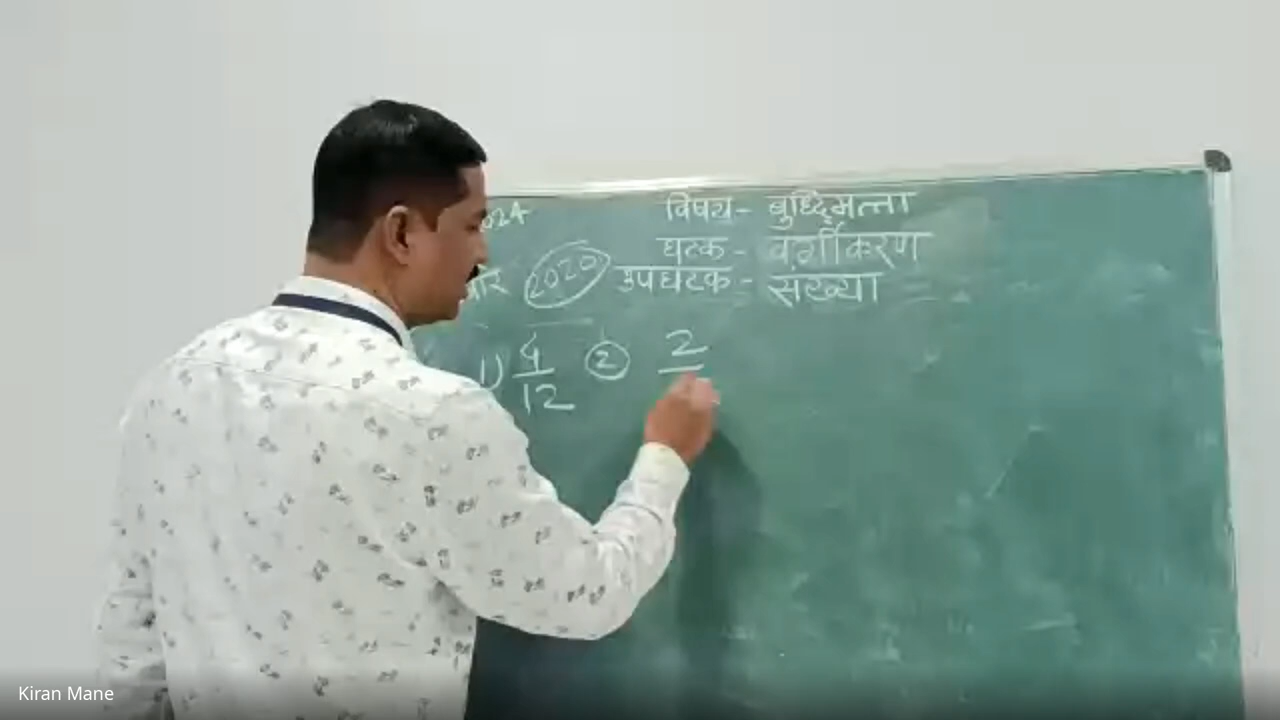 विषय - बुध्दिमत्ता
घटक - वर्गीकरण
2020 उपघटक - संख्या
1) 4/12 ② 2/
Kiran Mane